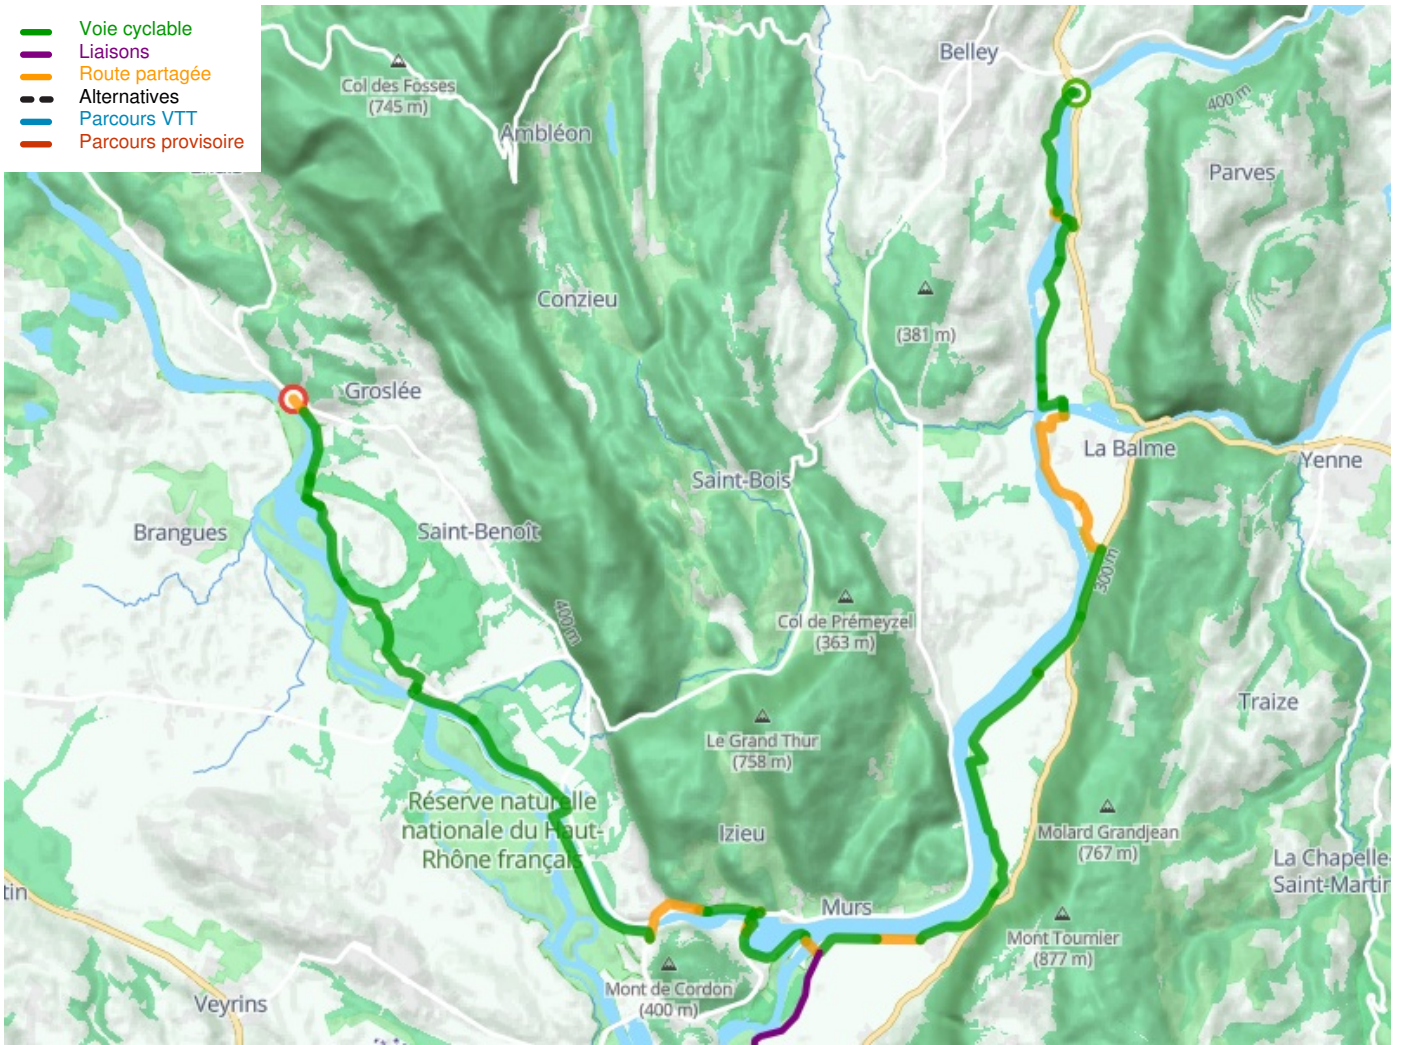 Voie cyclable
Liaisons
Route partagée
Alternatives
Parcours VTT
Parcours provisoire
Belley
Col des Fosses
(745 m)
400 m
Ambléon
Parves
Conzieu
(381 m)
Groslée
La Balme
Yenne
Saint-Bois
Brangues
Saint-Benoît
300 m
400 m
Col de Prémeyzel
(363 m)
Traize
Le Grand Thur
(758 m)
Réserve naturelle
nationale du Haut-
Rhône français
Izieu
Molard Grandjean
(767 m)
La Chapelle-
Saint-Martin
tin
Murs
Mont Tournier
(877 m)
Mont de Cordon
(400 m)
Veyrins